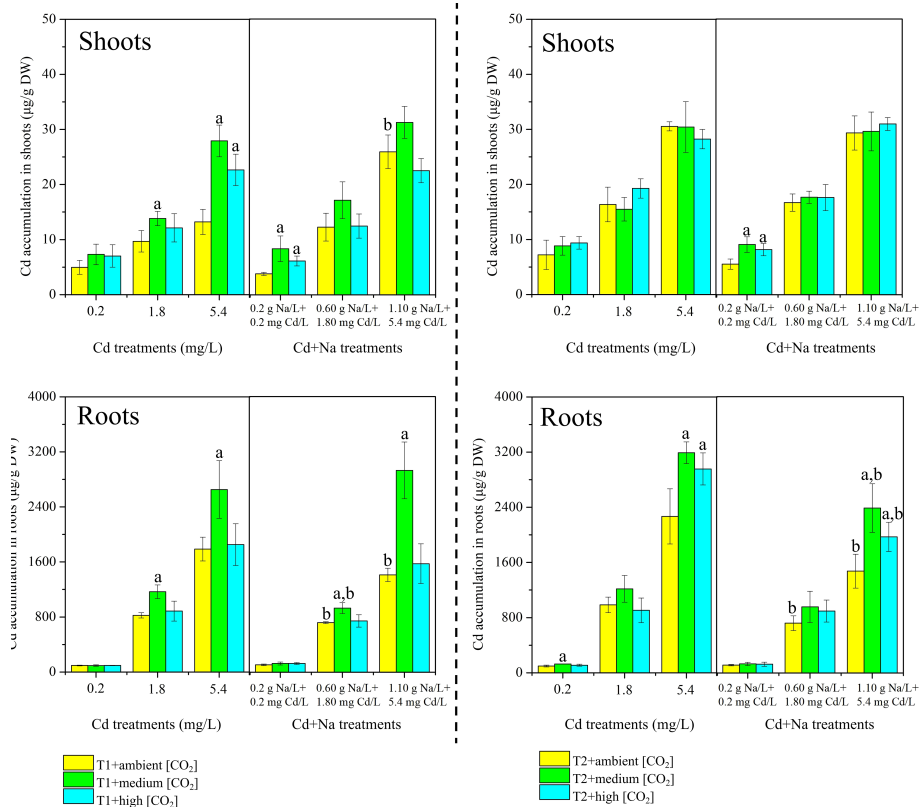 Shoots
Cd accumulation in shoots (µg/g DW)
50
40
30
20
10
0
a
a
a
a
a
b
0.2
1.8
5.4
0.2 g Na/L+
0.2 mg Cd/L
0.60 g Na/L+
1.80 mg Cd/L
1.10 g Na/L+
5.4 mg Cd/L
Cd treatments (mg/L)
Cd+Na treatments
Shoots
Cd accumulation in shoots (µg/g DW)
50
40
30
20
10
0
a
a
0.2
1.8
5.4
0.2 g Na/L+
0.2 mg Cd/L
0.60 g Na/L+
1.80 mg Cd/L
1.10 g Na/L+
5.4 mg Cd/L
Cd treatments (mg/L)
Cd+Na treatments
Roots
Cd accumulation in roots (µg/g DW)
4000
3200
2400
1600
800
0
a
a
b
a,b
b
a
0.2
1.8
5.4
0.2 g Na/L+
0.2 mg Cd/L
0.60 g Na/L+
1.80 mg Cd/L
1.10 g Na/L+
5.4 mg Cd/L
Cd treatments (mg/L)
Cd+Na treatments
Roots
Cd accumulation in roots (µg/g DW)
4000
3200
2400
1600
800
0
a
a
a
b
b
a,b
a,b
0.2
1.8
5.4
0.2 g Na/L+
0.2 mg Cd/L
0.60 g Na/L+
1.80 mg Cd/L
1.10 g Na/L+
5.4 mg Cd/L
Cd treatments (mg/L)
Cd+Na treatments
T1+ambient [CO₂]
T1+medium [CO₂]
T1+high [CO₂]
T2+ambient [CO₂]
T2+medium [CO₂]
T2+high [CO₂]